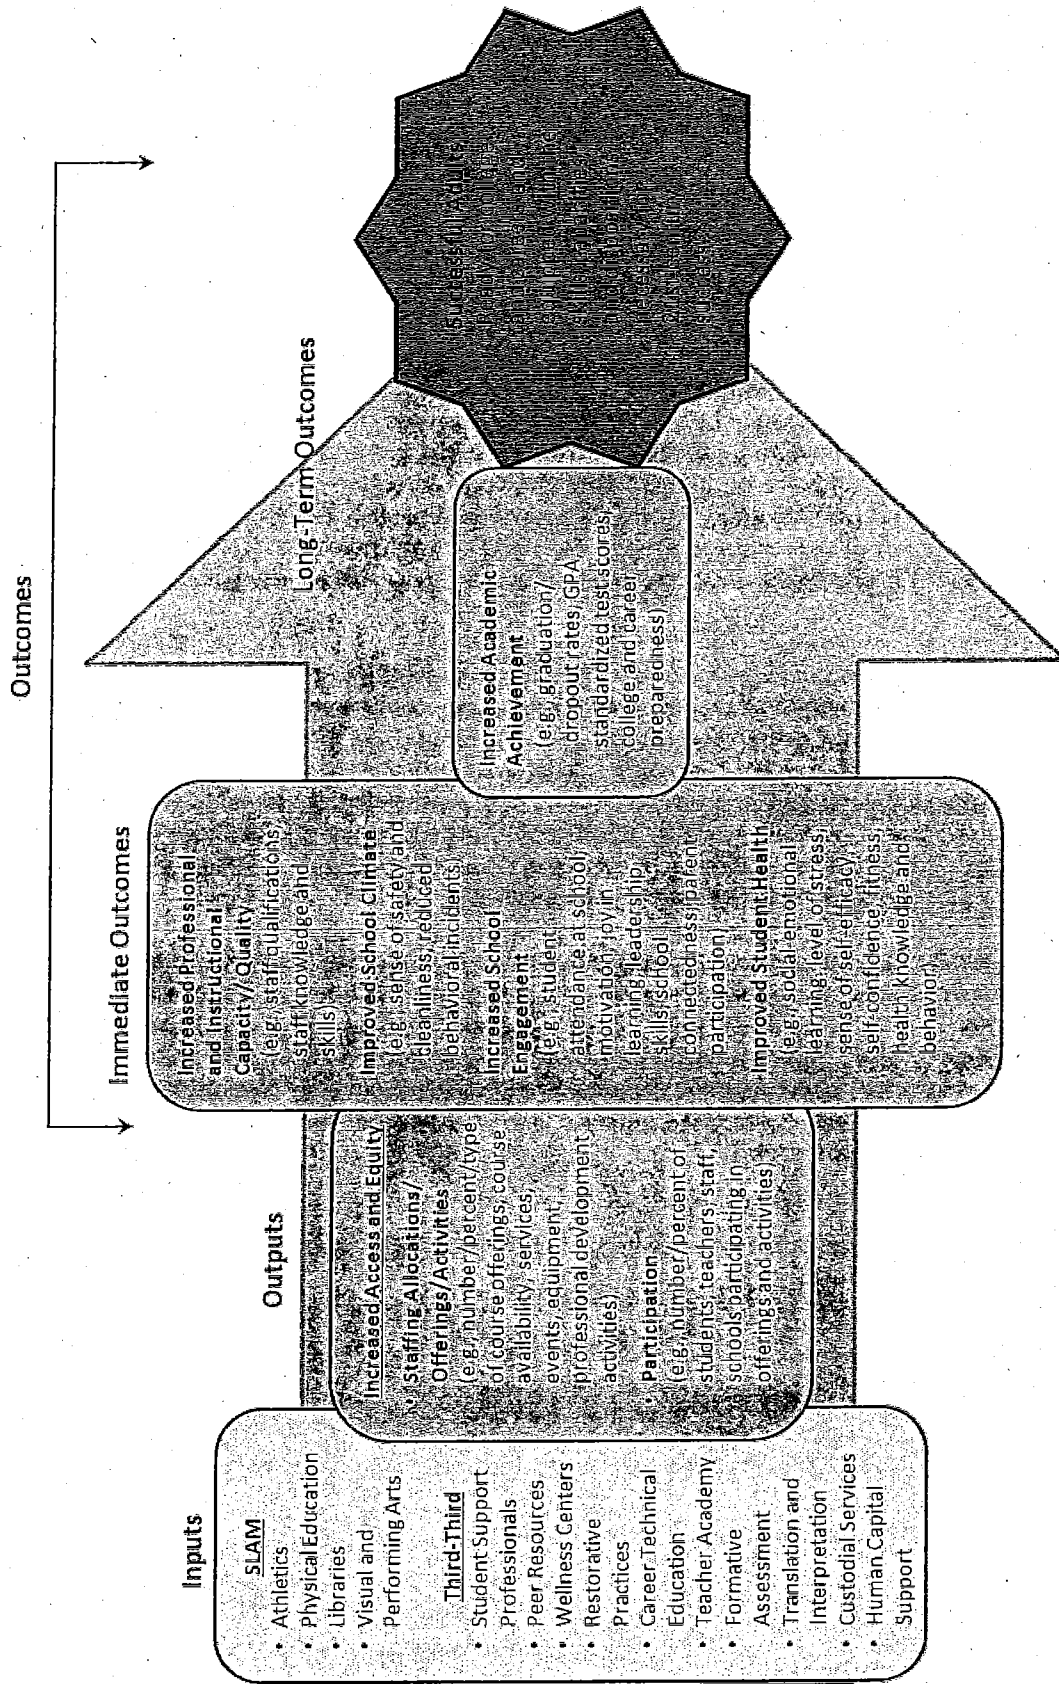 Outcomes
Inputs
SLAM
• Athletics
• Physical Education
• Libraries
• Visual and
Performing Arts
Third-Third
• Student Support
Professionals
• Peer Resources
• Wellness Centers
• Restorative
Practices
• Career Technical
Education
• Teacher Academy
• Formative
Assessment
• Translation and
Interpretation
• Custodial Services
• Human Capital
Support
Outputs
Increased Access and Equity
• Staffing Allocations/
Offerings/Activities
(e.g., number/percent/type
of course offerings, course
availability, services,
events, equipment,
professional development,
activities)
• Participation
(e.g., number/percent of
students, teachers, staff,
schools participating in
offerings and activities)
Immediate Outcomes
Increased Professional
and Instructional
Capacity/Quality
(e.g., staff qualifications,
staff knowledge and
skills)
Improved School Climate
(e.g., sense of safety and
cleanliness, reduced
behavioral incidents)
Increased School
Engagement
(e.g., student
attendance at school,
motivation/joy in
learning, leadership
skills, school
connectedness, parent
participation)
Improved Student Health
(e.g., social emotional
learning, level of stress,
sense of self-efficacy,
self-confidence, fitness,
health knowledge and
behavior)
Long-Term Outcomes
Increased Academic
Achievement
(e.g., graduation/
dropout rates, GPA,
standardized test scores,
college and career
preparedness)
Successful Adults